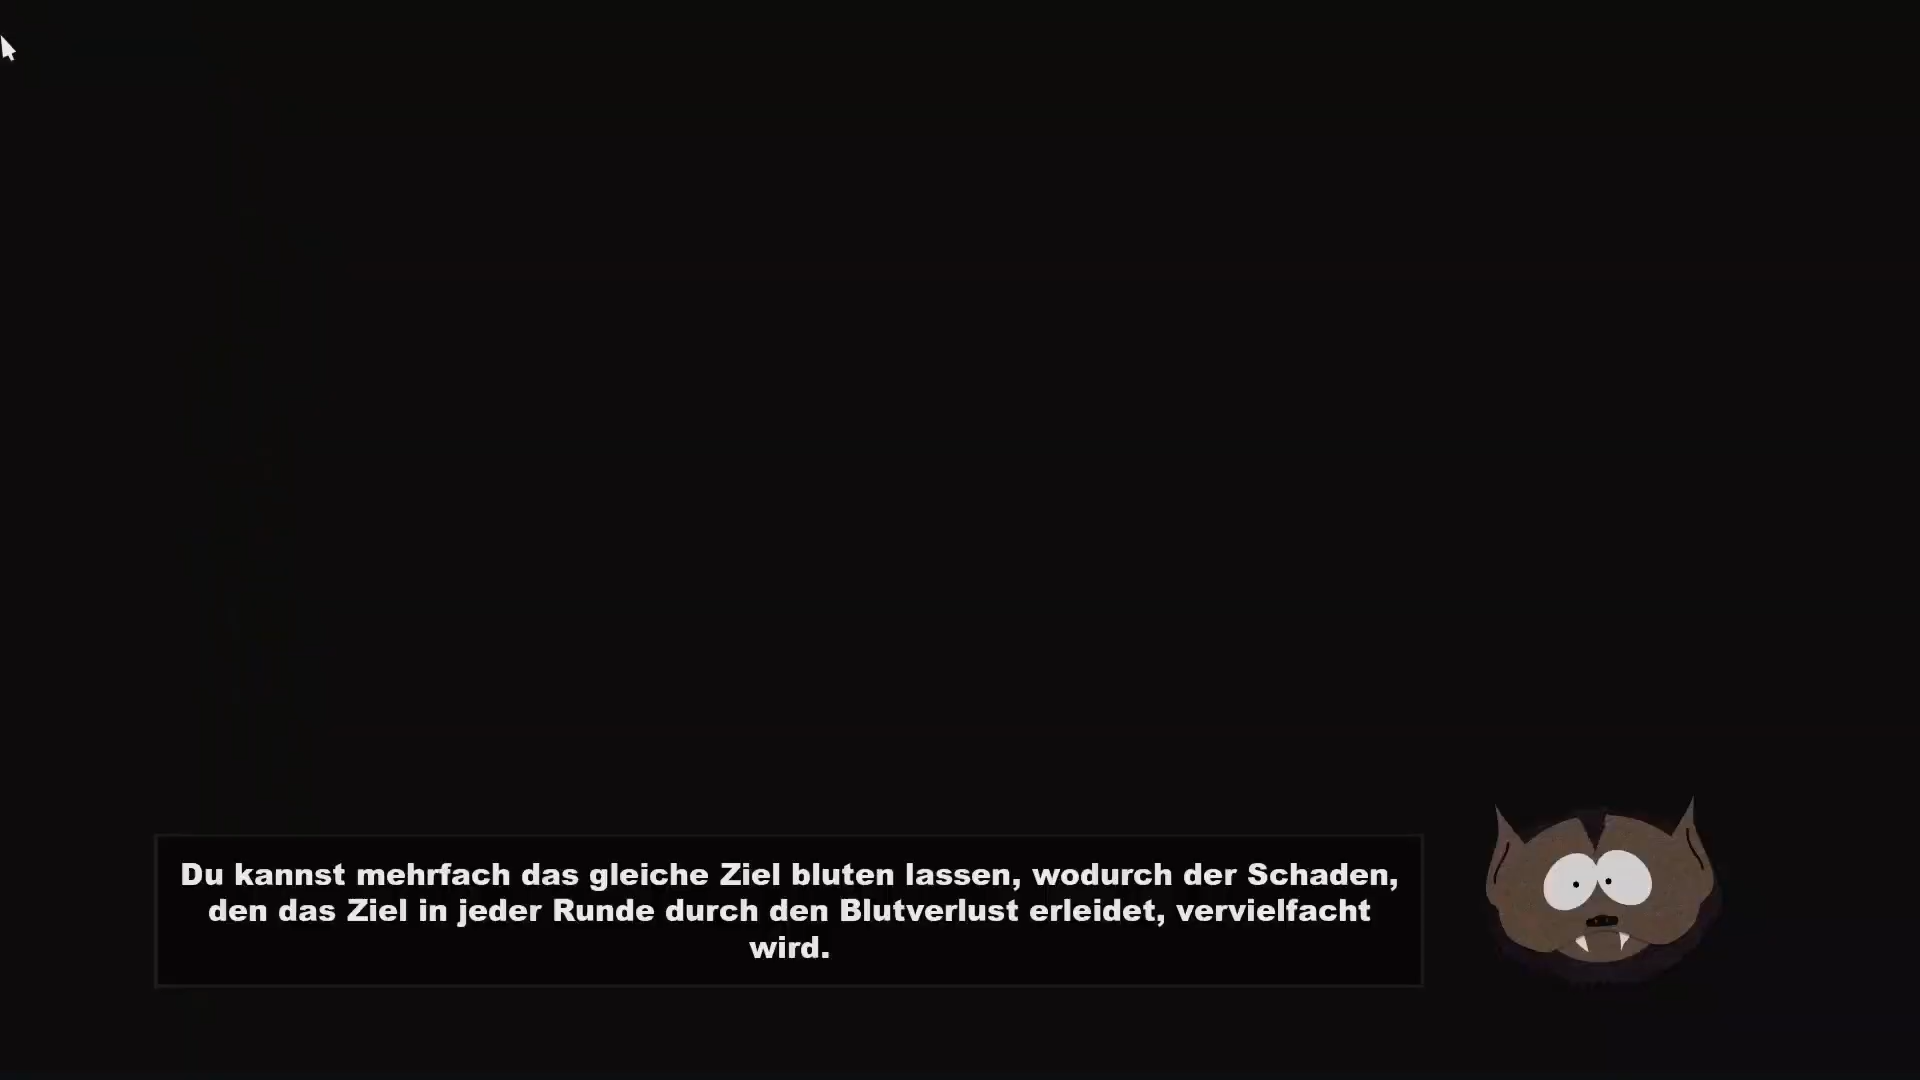 Du kannst mehrfach das gleiche Ziel bluten lassen, wodurch der Schaden,
den das Ziel in jeder Runde durch den Blutverlust erleidet, vervielfacht
wird.